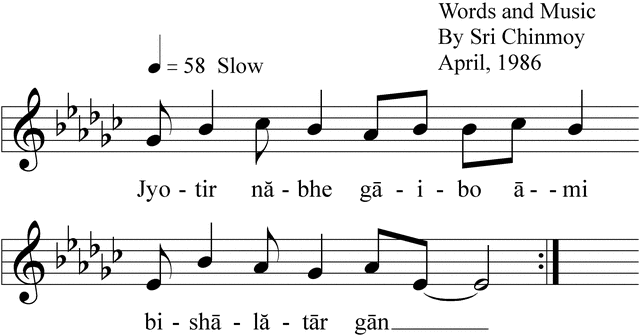 Words and Music
By Sri Chinmoy
April, 1986
♩ = 58 Slow
Jyo - tir nă - bhe gā - i - bo ā - - mi
bi - shā - lă - tār gān